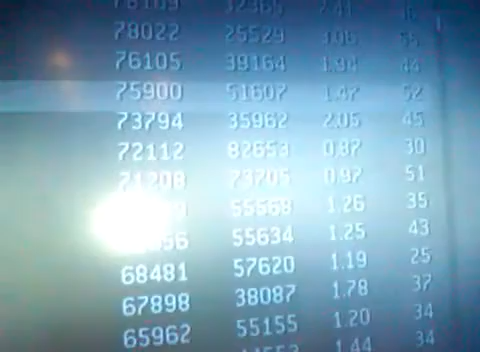 78022 25529 3.06 55
76105 39164 1.94 44
75900 51607 1.47 52
73794 35962 2.05 45
72112 82653 0.87 30
71208 73705 0.97 51
1.26 35
55634 1.25 43
68481 57620 1.19 25
67898 38087 1.78 37
65962 55155 1.20 34
1.44 34